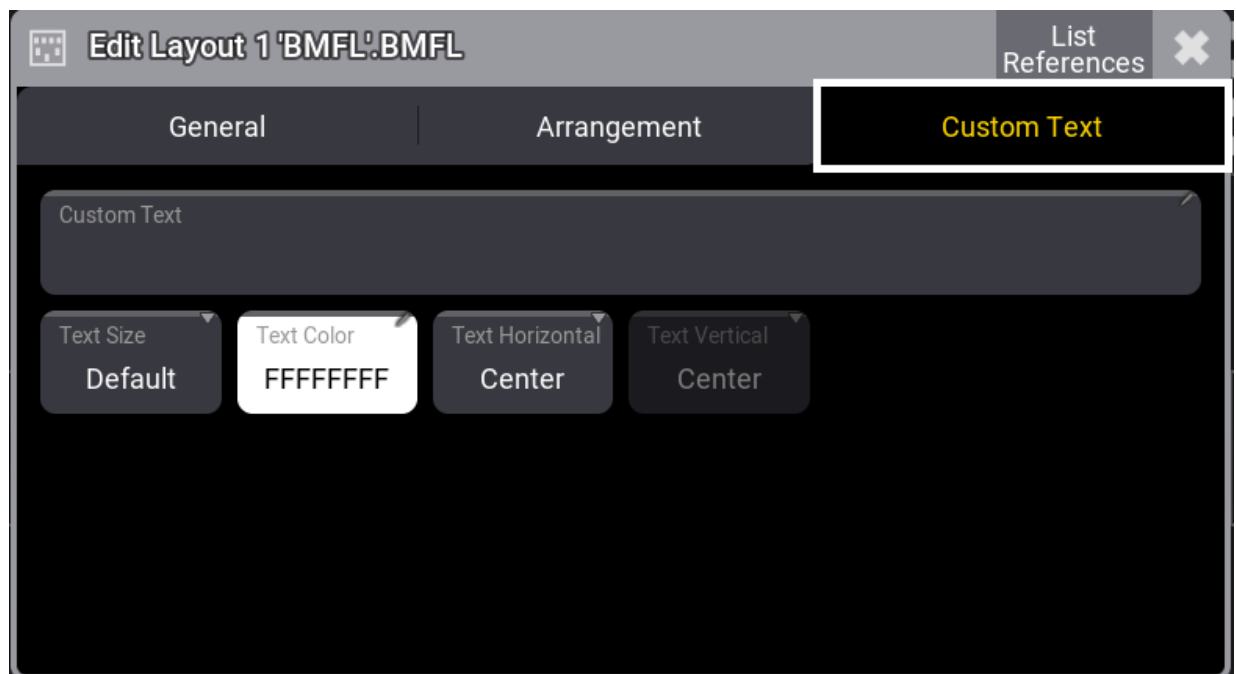 Edit Layout 1 'BMFL'.BMFL
List
References
General
Arrangement
Custom Text
Custom Text
Text Size
Default
Text Color
FFFFFFFF
Text Horizontal
Center
Text Vertical
Center